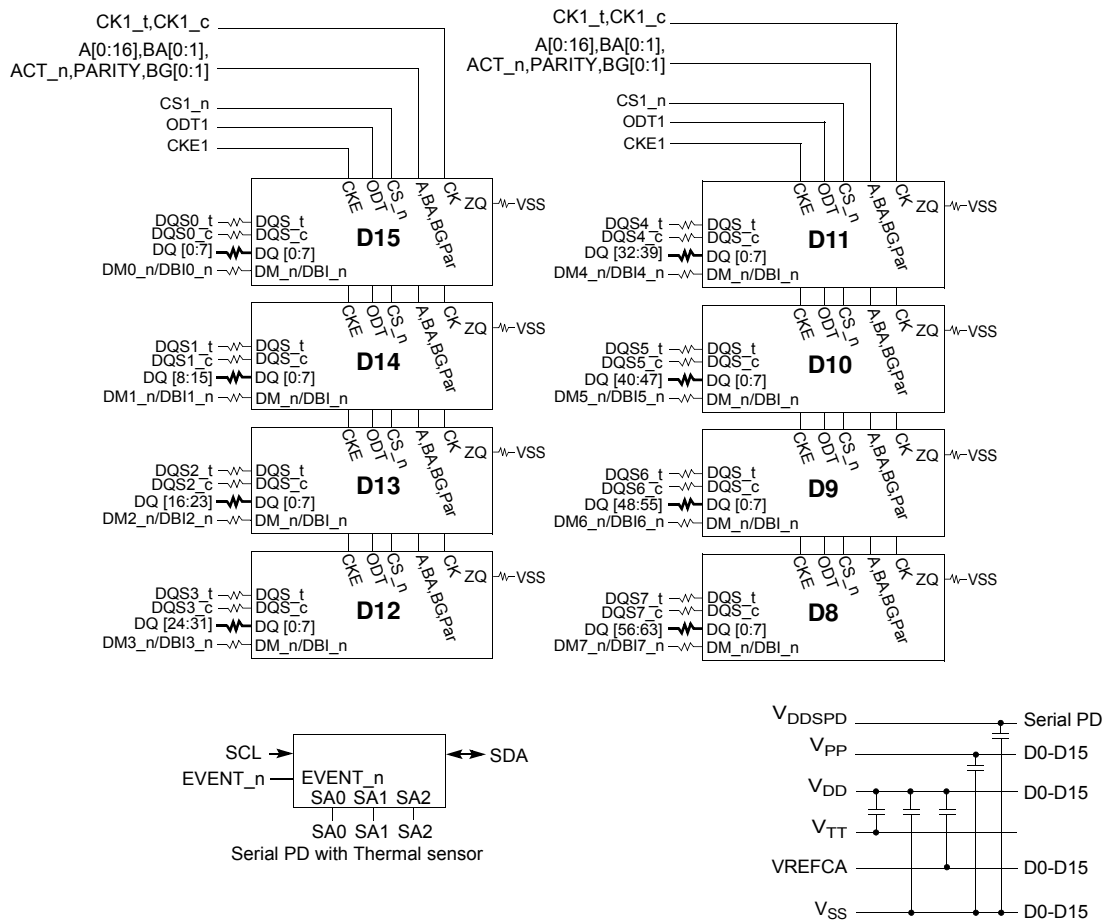 CK1_t,CK1_c
A[0:16],BA[0:1],
ACT_n,PARITY,BG[0:1]
CS1_n
ODT1
CKE1
CKE
ODT
CS_n
A,BA,BG,Par
CK
ZQ
VSS
D15
DQS0_t
DQS_t
DQS0_c
DQS_c
DQ [0:7]
DQ [0:7]
DM0_n/DBI0_n
DM_n/DBI_n
CKE
ODT
CS_n
A,BA,BG,Par
CK
ZQ
VSS
D14
DQS1_t
DQS_t
DQS1_c
DQS_c
DQ [8:15]
DQ [0:7]
DM1_n/DBI1_n
DM_n/DBI_n
CKE
ODT
CS_n
A,BA,BG,Par
CK
ZQ
VSS
D13
DQS2_t
DQS_t
DQS2_c
DQS_c
DQ [16:23]
DQ [0:7]
DM2_n/DBI2_n
DM_n/DBI_n
CKE
ODT
CS_n
A,BA,BG,Par
CK
ZQ
VSS
D12
DQS3_t
DQS_t
DQS3_c
DQS_c
DQ [24:31]
DQ [0:7]
DM3_n/DBI3_n
DM_n/DBI_n
CK1_t,CK1_c
A[0:16],BA[0:1],
ACT_n,PARITY,BG[0:1]
CS1_n
ODT1
CKE1
CKE
ODT
CS_n
A,BA,BG,Par
CK
ZQ
VSS
D11
DQS4_t
DQS_t
DQS4_c
DQS_c
DQ [32:39]
DQ [0:7]
DM4_n/DBI4_n
DM_n/DBI_n
CKE
ODT
CS_n
A,BA,BG,Par
CK
ZQ
VSS
D10
DQS5_t
DQS_t
DQS5_c
DQS_c
DQ [40:47]
DQ [0:7]
DM5_n/DBI5_n
DM_n/DBI_n
CKE
ODT
CS_n
A,BA,BG,Par
CK
ZQ
VSS
D9
DQS6_t
DQS_t
DQS6_c
DQS_c
DQ [48:55]
DQ [0:7]
DM6_n/DBI6_n
DM_n/DBI_n
CKE
ODT
CS_n
A,BA,BG,Par
CK
ZQ
VSS
D8
DQS7_t
DQS_t
DQS7_c
DQS_c
DQ [56:63]
DQ [0:7]
DM7_n/DBI7_n
DM_n/DBI_n
SCL
SDA
EVENT_n
EVENT_n
SA0 SA1 SA2
SA0 SA1 SA2
Serial PD with Thermal sensor
VDDSPD
Serial PD
VPP
D0-D15
VDD
D0-D15
VTT
VREFCA
D0-D15
VSS
D0-D15